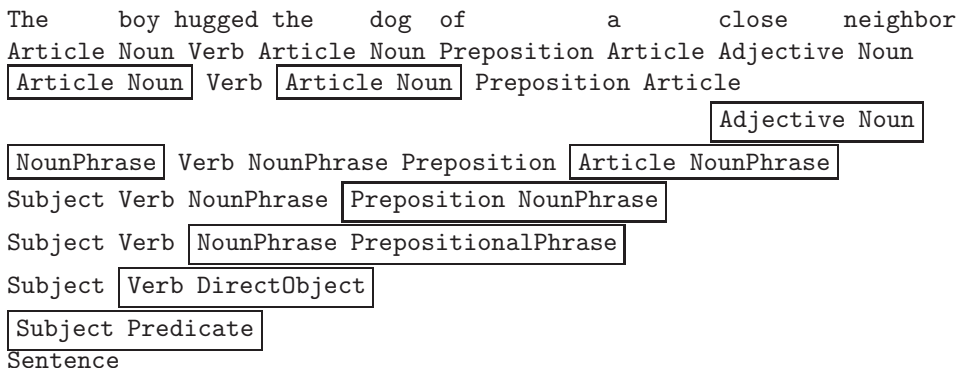 The boy hugged the dog of a close neighbor
Article Noun Verb Article Noun Preposition Article Adjective Noun
Article Noun Verb Article Noun Preposition Article
Adjective Noun
NounPhrase Verb NounPhrase Preposition Article NounPhrase
Subject Verb NounPhrase Preposition NounPhrase
Subject Verb NounPhrase PrepositionalPhrase
Subject Verb DirectObject
Subject Predicate
Sentence